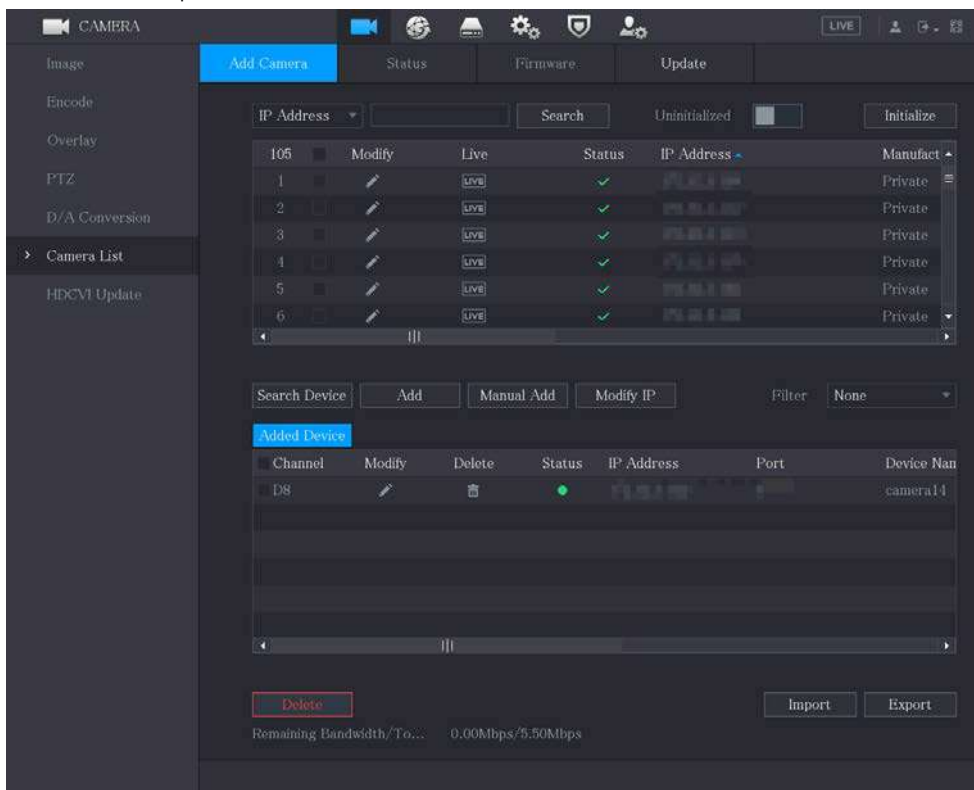 CAMERA LIVE
Image Add Camera Status Firmware Update
Encode
IP Address Search Uninitialized Initialize
Overlay
105 Modify Live Status IP Address Manufact
PTZ 1 LIVE Private
D/A Conversion 2 LIVE Private
3 LIVE Private
Camera List 4 LIVE Private
HDCVI Update 5 LIVE Private
6 LIVE Private
Search Device Add Manual Add Modify IP Filter None
Added Device
Channel Modify Delete Status IP Address Port Device Nan
D8 camera14
Delete Import Export
Remaining Bandwidth/To... 0.00Mbps/5.50Mbps